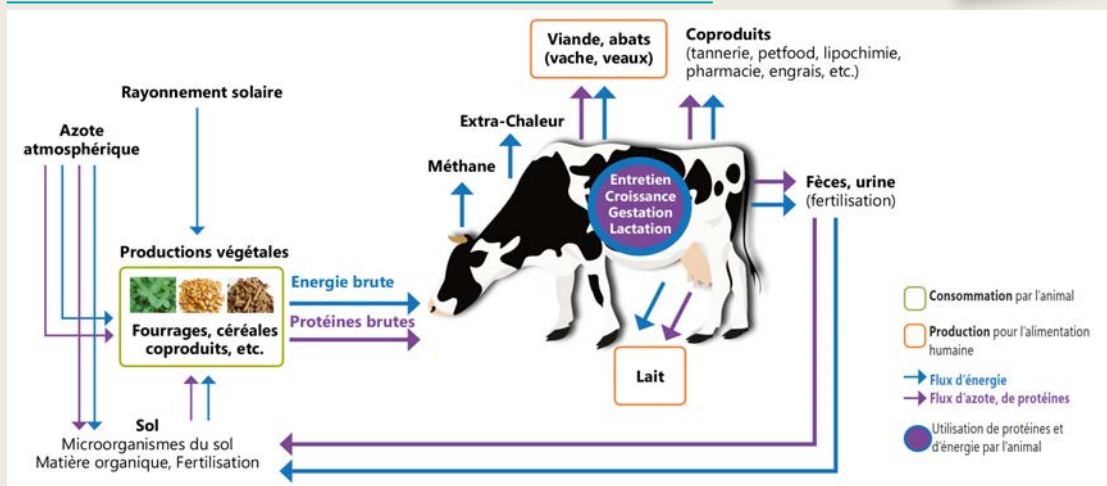 Viande, abats
(vache, veaux)
Coproduits
(tannerie, petfood, lipochimie,
pharmacie, engrais, etc.)
Rayonnement solaire
Azote
atmosphérique
Extra-Chaleur
Méthane
Entretien
Croissance
Gestation
Lactation
Fèces, urine
(fertilisation)
Productions végétales
Energie brute
Protéines brutes
Fourrages, céréales
coproduits, etc.
Lait
Sol
Microorganismes du sol
Matière organique, Fertilisation
Consommation par l'animal
Production pour l'alimentation
humaine
Flux d'énergie
Flux d'azote, de protéines
Utilisation de protéines et
d'énergie par l'animal